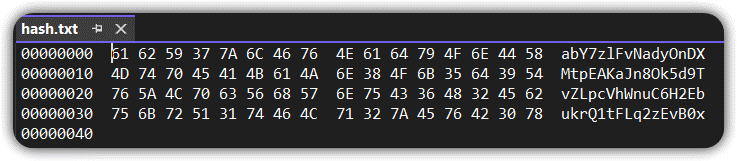 hash.txt
00000000 61 62 59 37 7A 6C 46 76 4E 61 64 79 4F 6E 44 58 abY7zlFvNadyOnDX
00000010 4D 74 70 45 41 4B 61 4A 6E 38 4F 6B 35 64 39 54 MtpEAKaJn8Ok5d9T
00000020 76 5A 4C 70 63 56 68 57 6E 75 43 36 48 32 45 62 vZLpcVhWnuC6H2Eb
00000030 75 6B 72 51 31 74 46 4C 71 32 7A 45 76 42 30 78 ukrQ1tFLq2zEvB0x
00000040